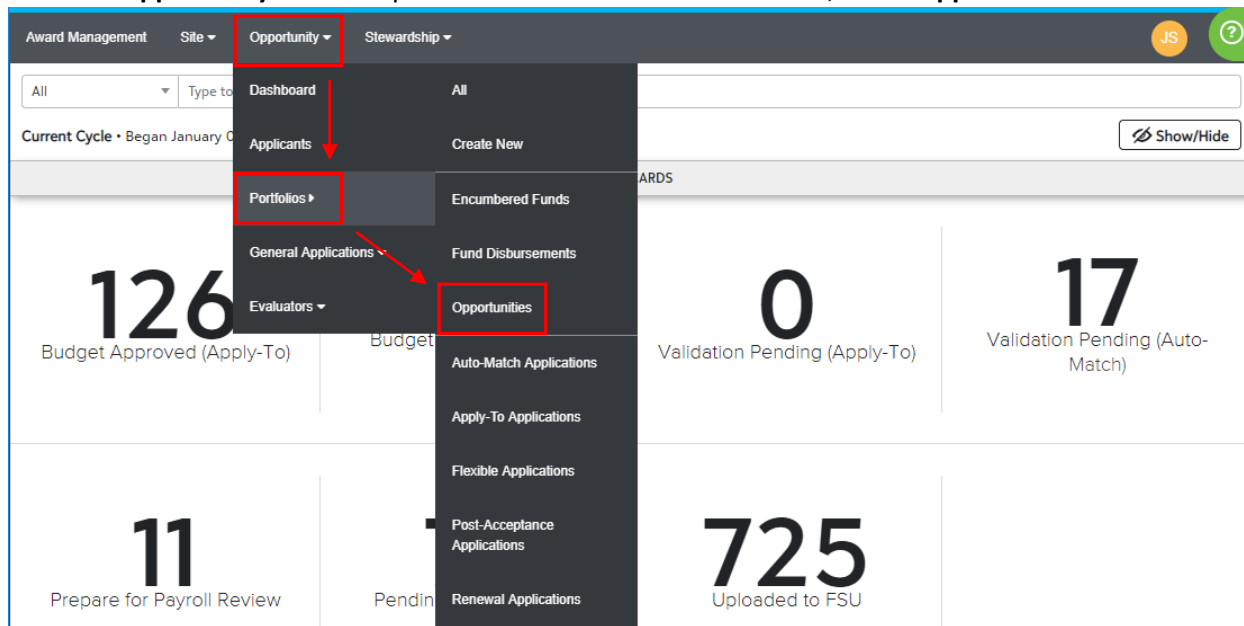 Award Management Site Opportunity Stewardship JS ?
All Type to
Current Cycle • Began January 0 Show/Hide
ARDS
Dashboard
Applicants
Portfolios
General Applications
Evaluators
All
Create New
Encumbered Funds
Fund Disbursements
Opportunities
Auto-Match Applications
Apply-To Applications
Flexible Applications
Post-Acceptance
Applications
Renewal Applications
126
Budget Approved (Apply-To)
Budget
0
Validation Pending (Apply-To)
17
Validation Pending (Auto-
Match)
11
Prepare for Payroll Review
Pendin
725
Uploaded to FSU